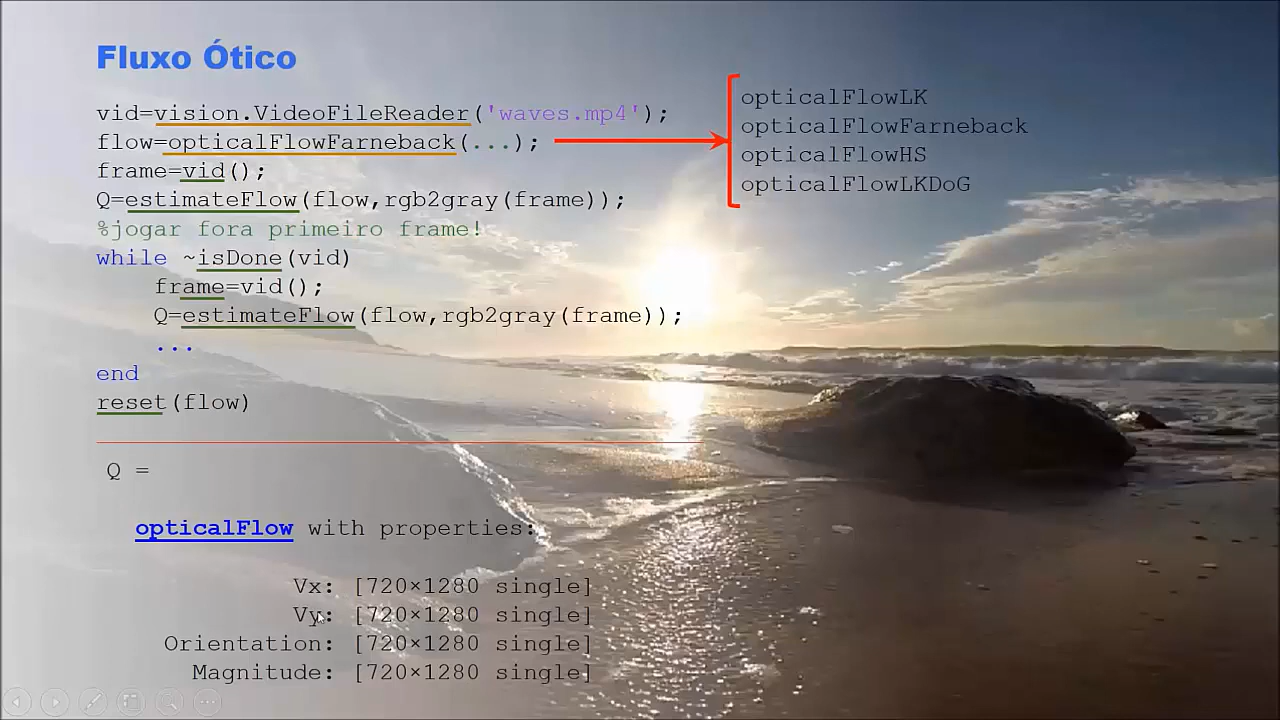 Fluxo Ótico
vid=vision.VideoFileReader('waves.mp4');
flow=opticalFlowFarneback(...);
frame=vid();
Q=estimateFlow(flow,rgb2gray(frame));
%jogar fora primeiro frame!
while ~isDone(vid)
frame=vid();
Q=estimateFlow(flow,rgb2gray(frame));
...
end
reset(flow)
opticalFlowLK
opticalFlowFarneback
opticalFlowHS
opticalFlowLKDoG
Q =
opticalFlow with properties:
Vx: [720×1280 single]
Vy: [720×1280 single]
Orientation: [720×1280 single]
Magnitude: [720×1280 single]